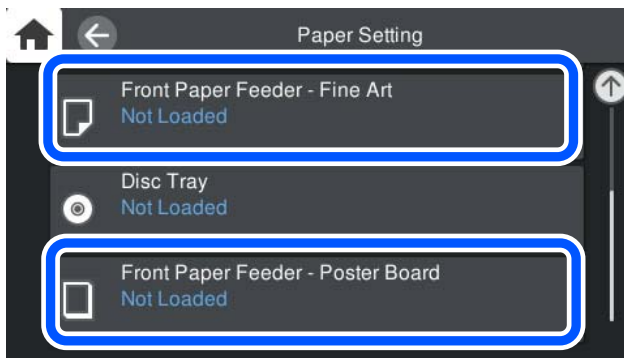 Paper Setting
Front Paper Feeder - Fine Art
Not Loaded
Disc Tray
Not Loaded
Front Paper Feeder - Poster Board
Not Loaded